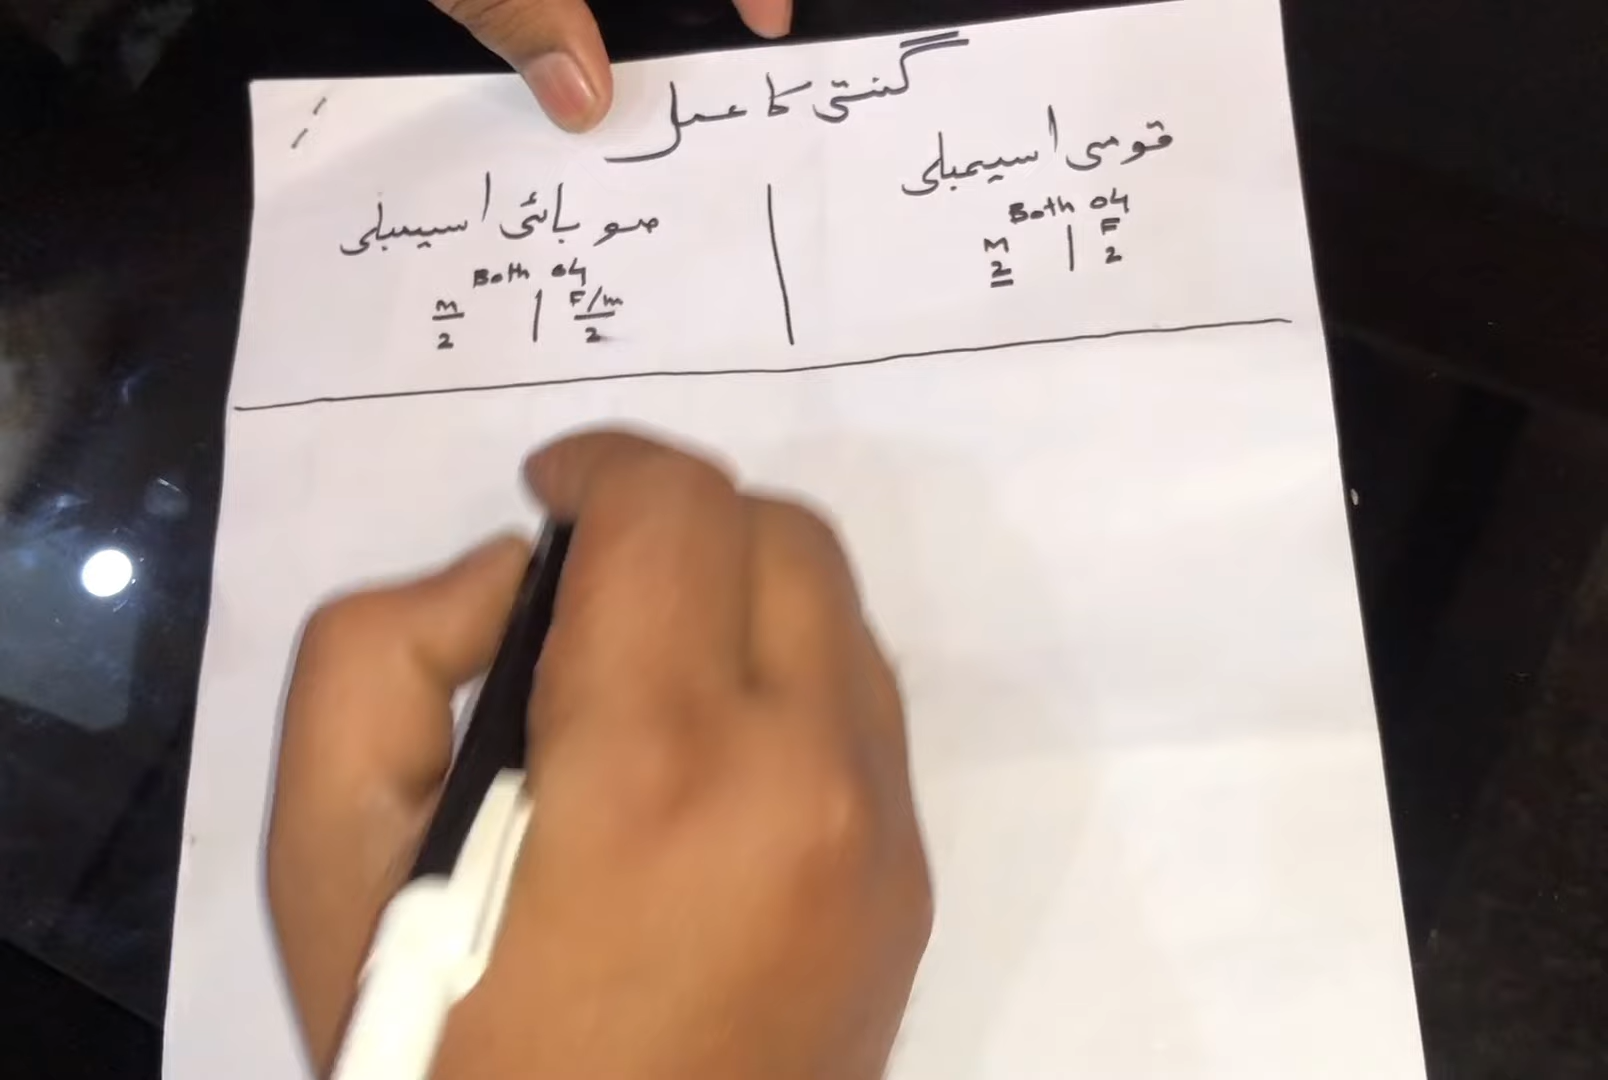 گنتی کا عمل
قومی اسیمبلی
Both 04
M | F
2 | 2
صوبائی اسیمبلی
Both 04
M | F/m
2 | 2